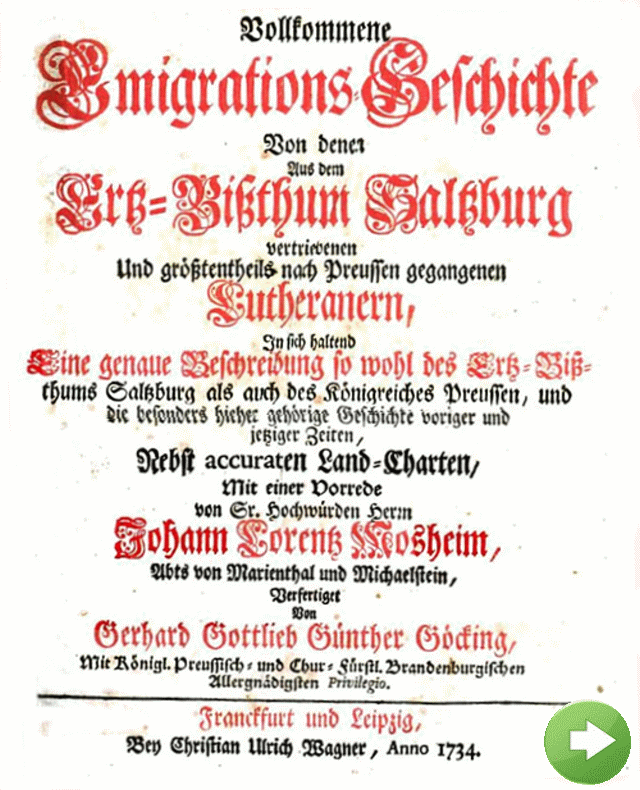 Vollkommene
Emigrations-Geschichte
Von denen
Aus dem
Ertz-Bißthum Saltzburg
vertriebenen
Und größtentheils nach Preussen gegangenen
Lutheranern,
In sich haltend
Eine genaue Beschreibung so wohl des Ertz-Biß-
thums Saltzburg als auch des Königreiches Preussen, und
die besonders hieher gehörige Geschichte voriger und
jetziger Zeiten,
Nebst accuraten Land-Charten,
Mit einer Vorrede
von Sr. Hochwürden Herrn
Johann Lorentz Mosheim,
Abts von Marienthal und Michaelstein,
Verfertiget
Von
Gerhard Gottlieb Günther Göcking,
Mit Königl. Preussisch- und Chur-Fürstl. Brandenburgischen
Allergnädigsten Privilegio.
Franckfurt und Leipzig,
Bey Christian Ulrich Wagner, Anno 1734.